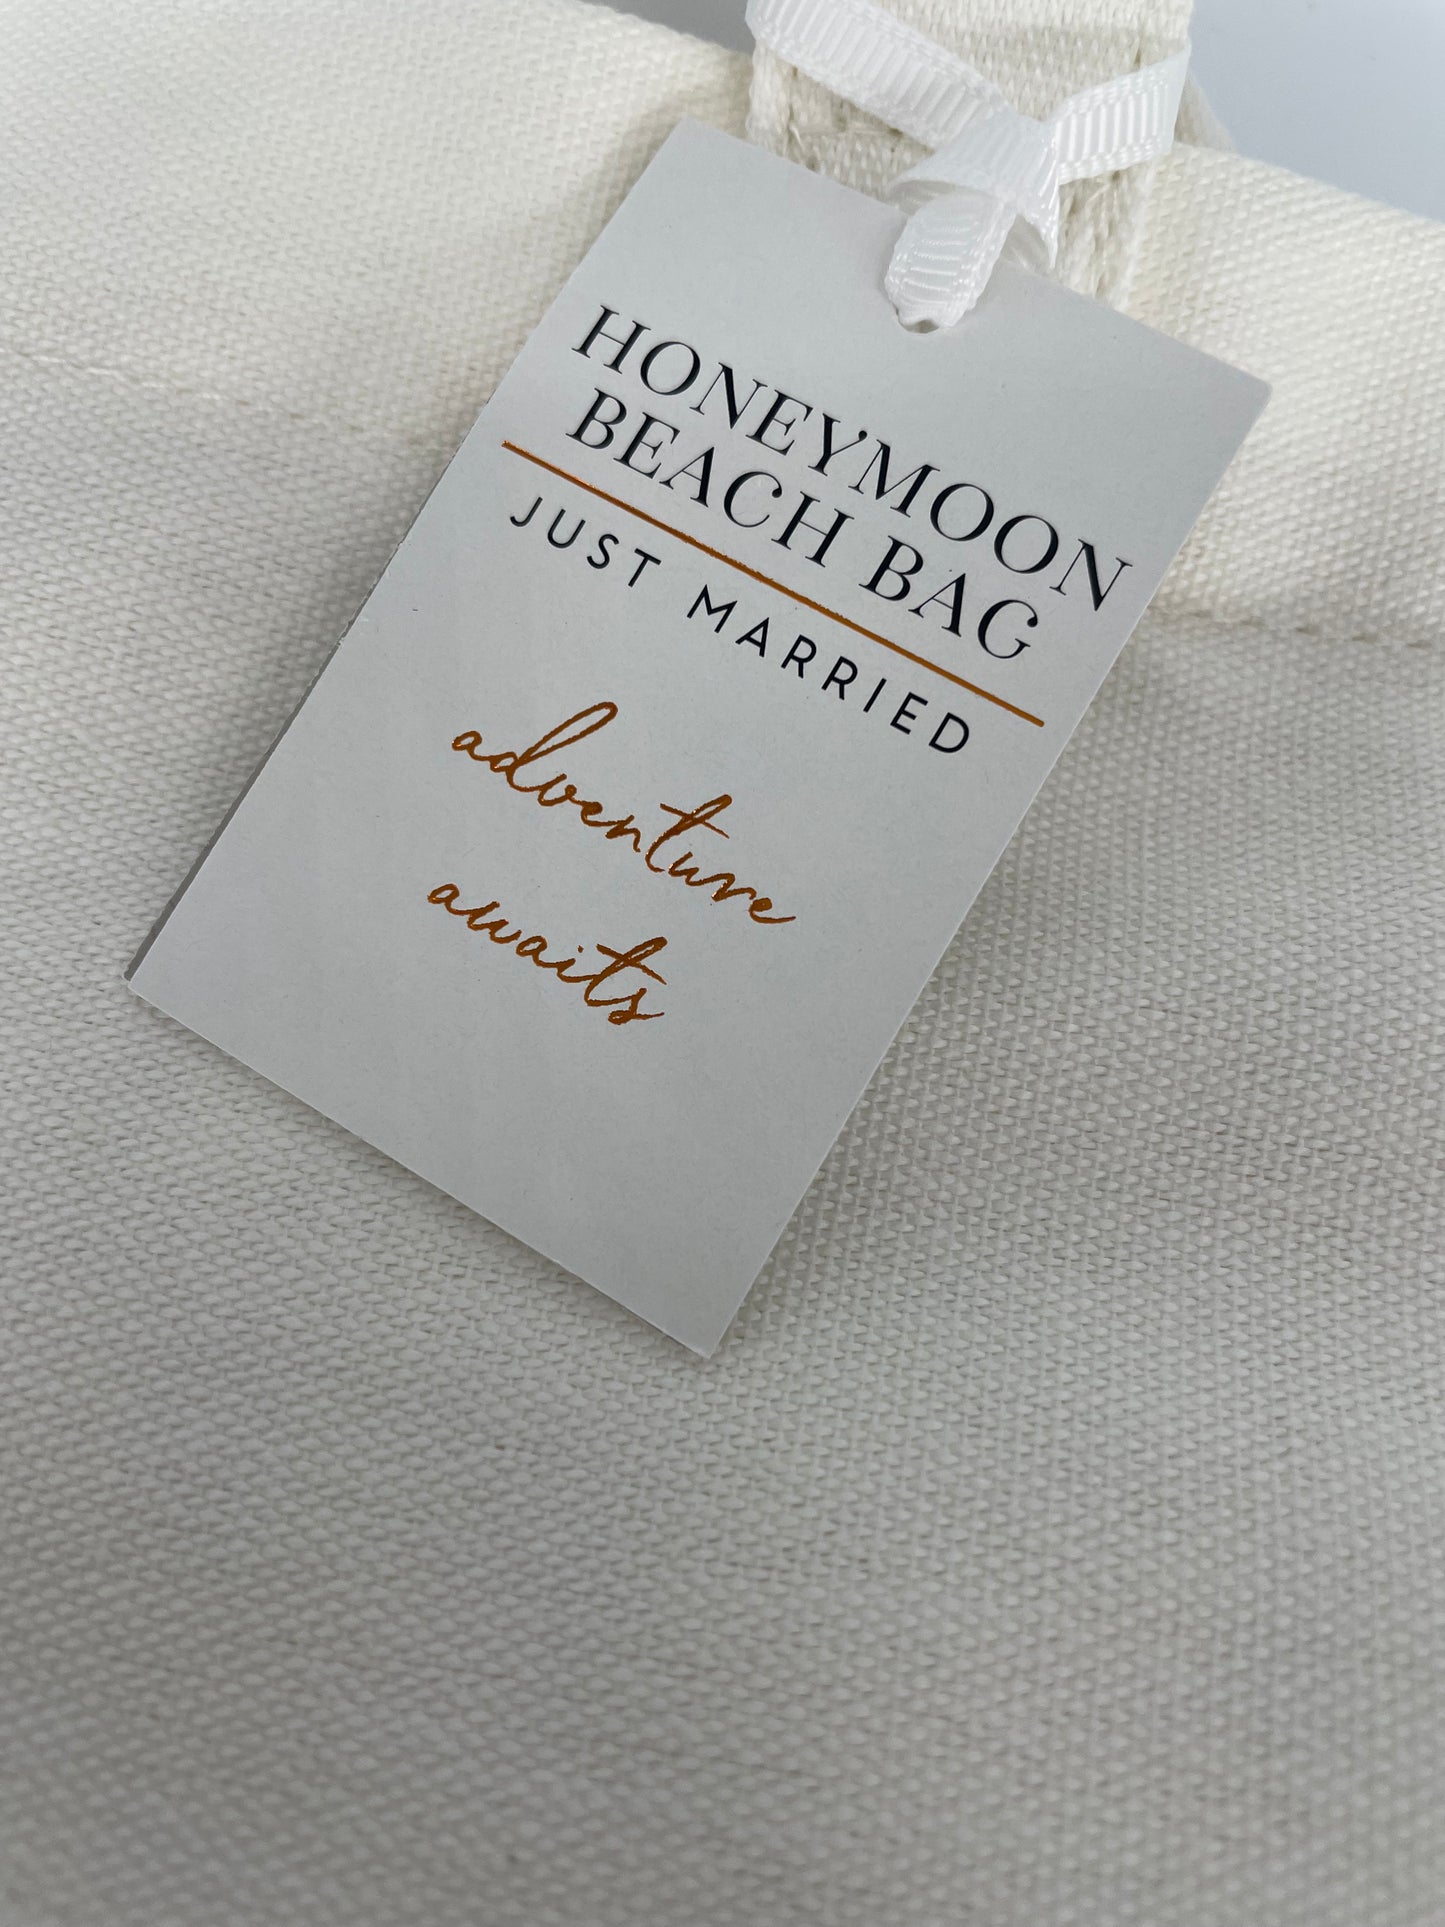 HONEYMOON
BEACH BAG
JUST MARRIED
adventure
awaits